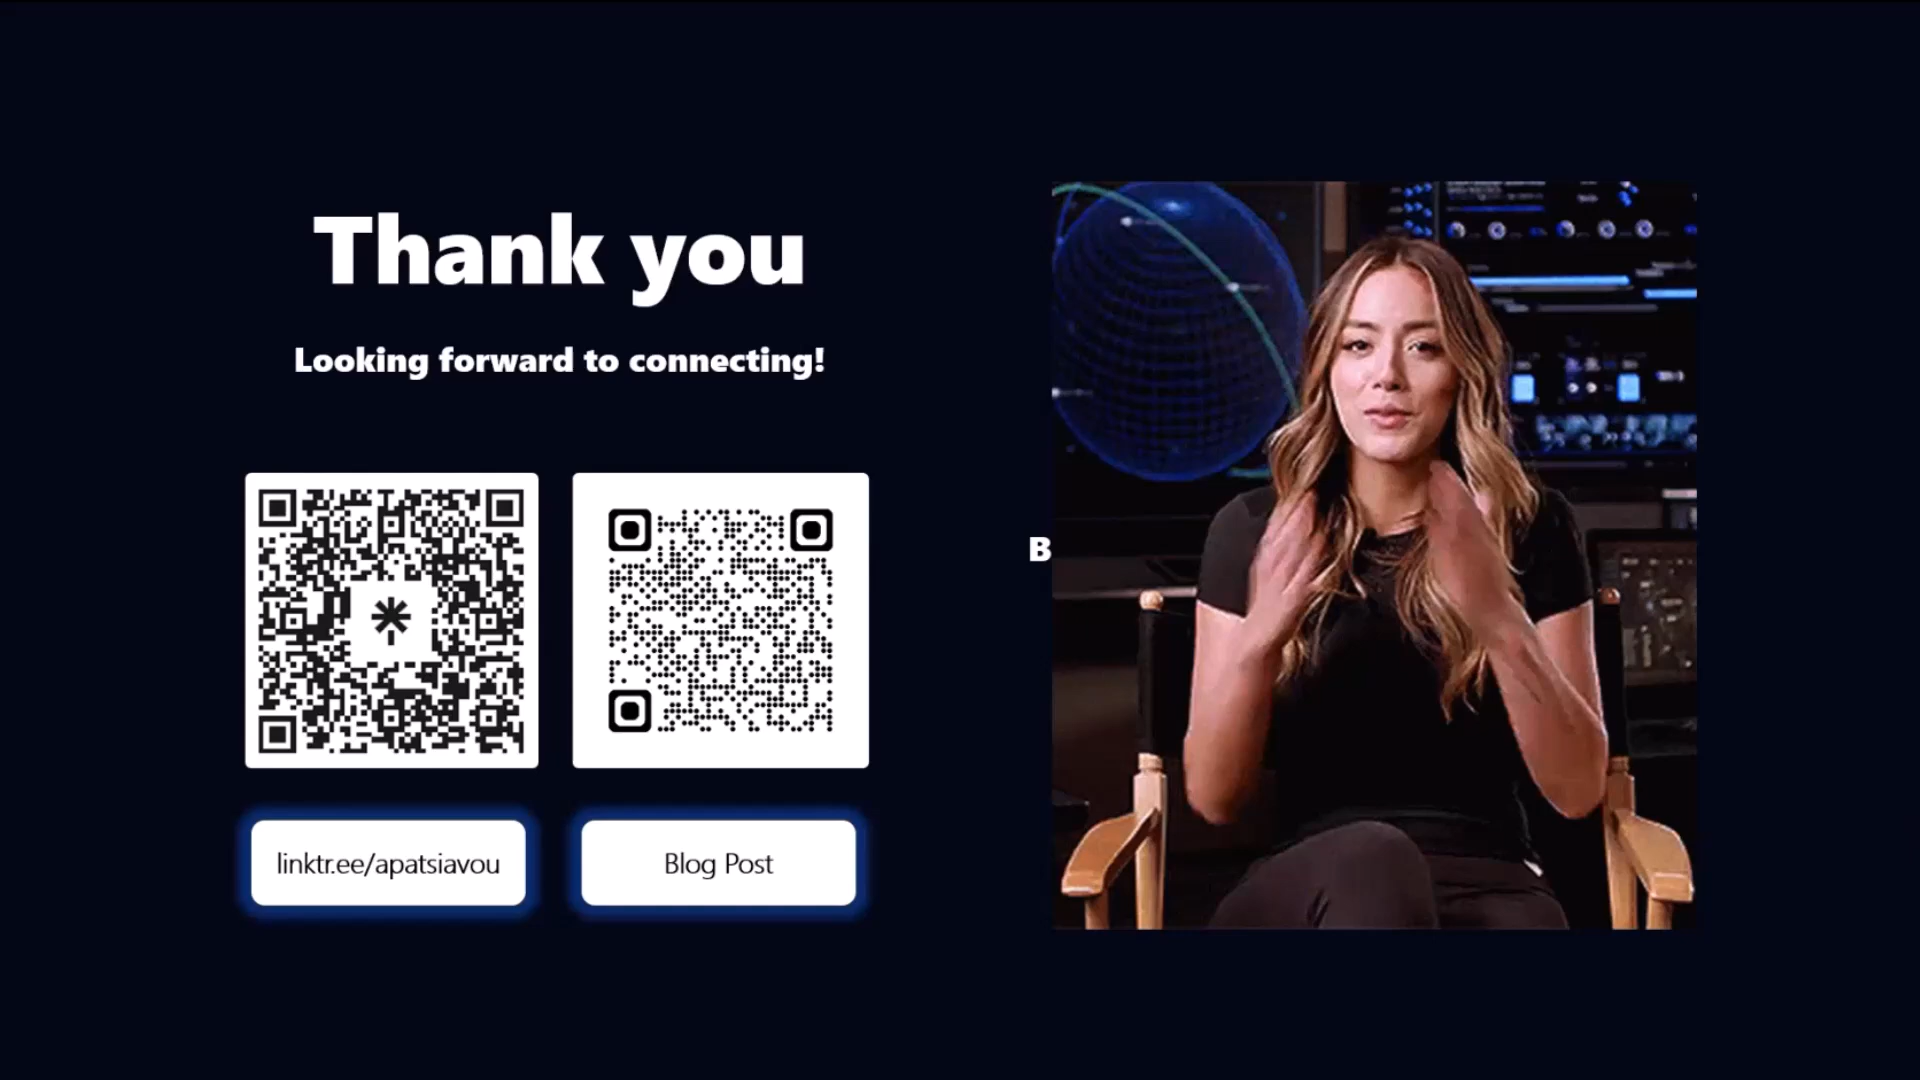 Thank you
Looking forward to connecting!
B
linktr.ee/apatsiavou
Blog Post